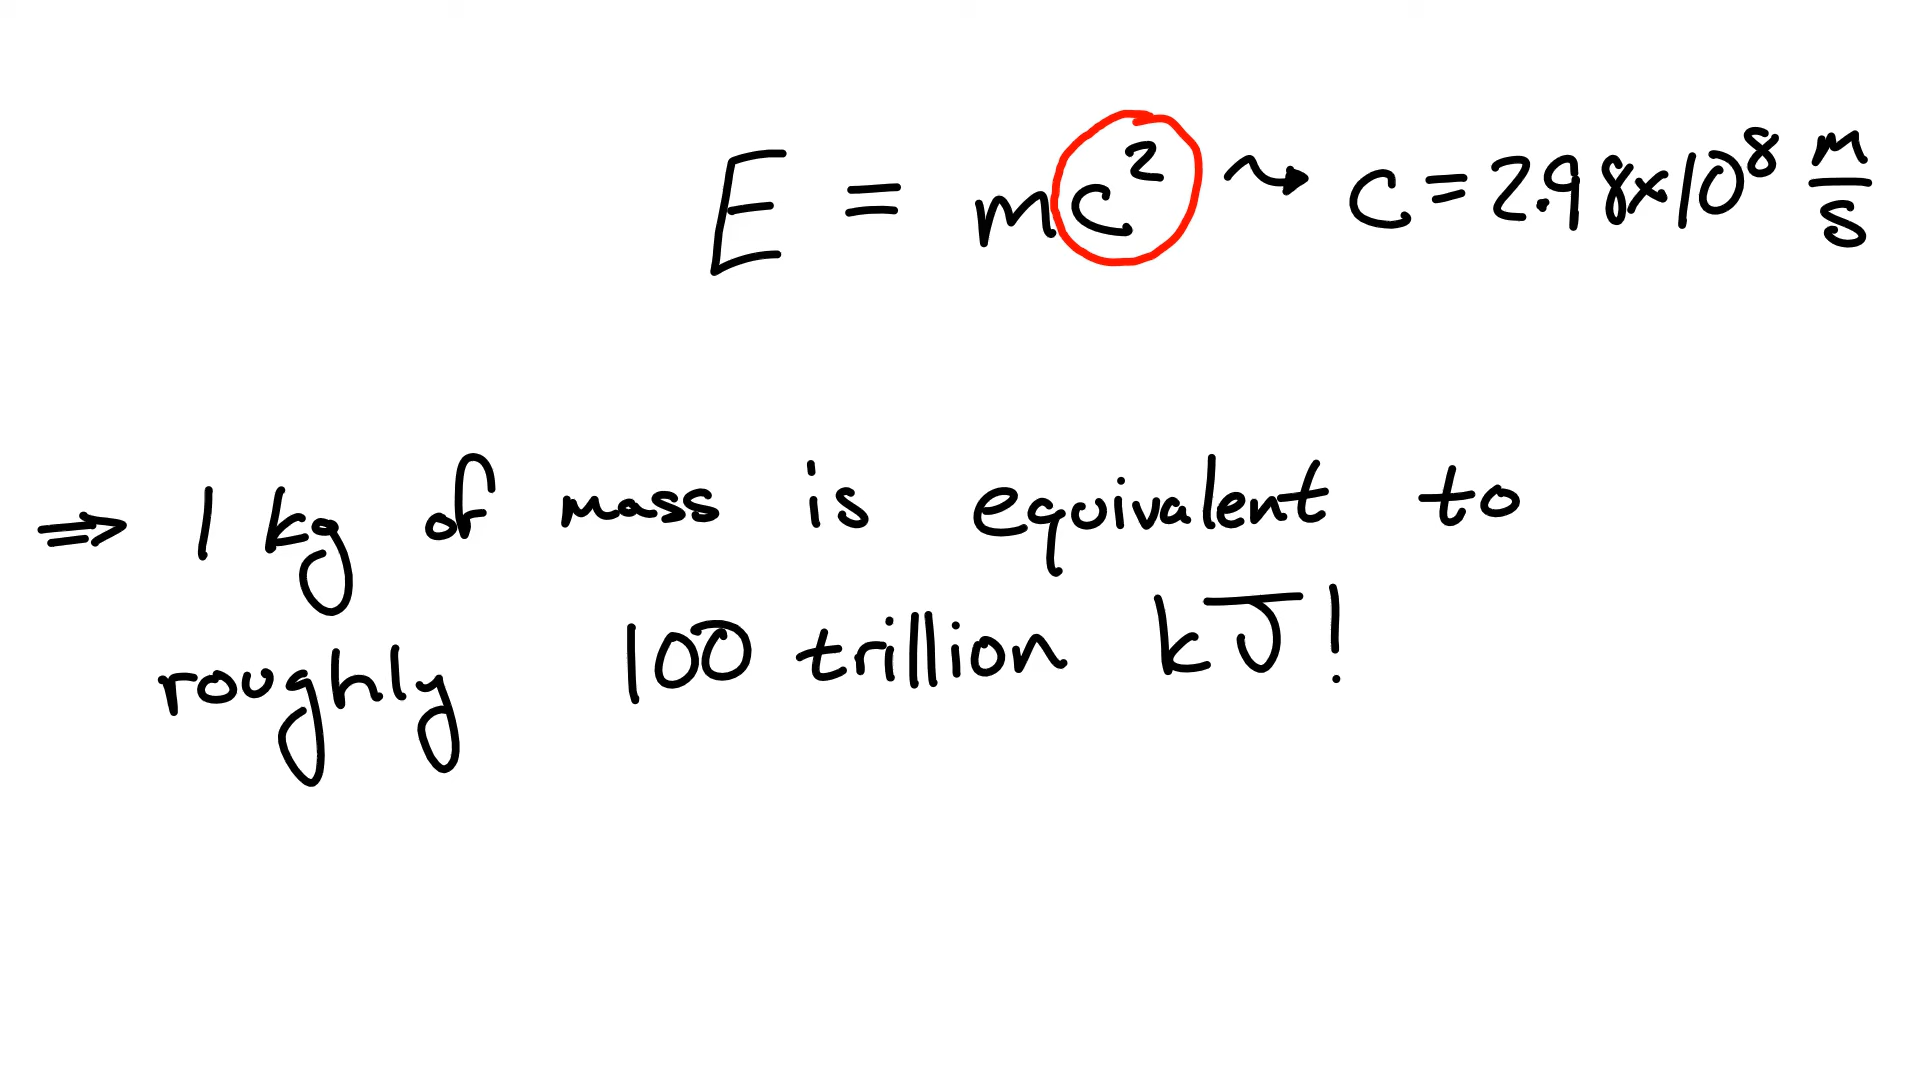 E = mc² ⇝ c = 2.98×10⁸ m/s
⇒ 1 kg of mass is equivalent to
roughly 100 trillion kJ!